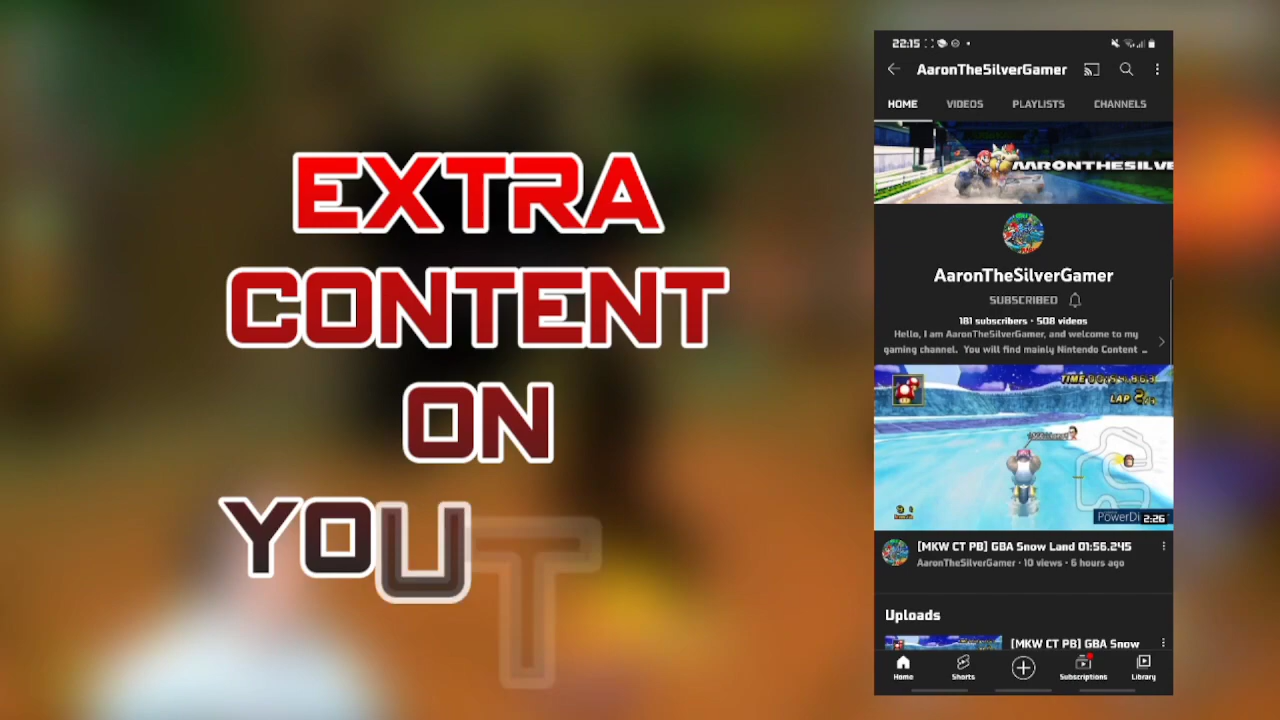 EXTRA
CONTENT
ON
YOUT
22:15
AaronTheSilverGamer
HOME VIDEOS PLAYLISTS CHANNELS
AARONTHESILVE
AaronTheSilverGamer
SUBSCRIBED
181 subscribers • 508 videos
Hello, I am AaronTheSilverGamer, and welcome to my
gaming channel. You will find mainly Nintendo Content ...
TIME
LAP 2
PowerDi 2:26
[MKW CT PB] GBA Snow Land 01:56.245
AaronTheSilverGamer • 10 views • 6 hours ago
Uploads
[MKW CT PB] GBA Snow
Home Shorts Subscriptions Library